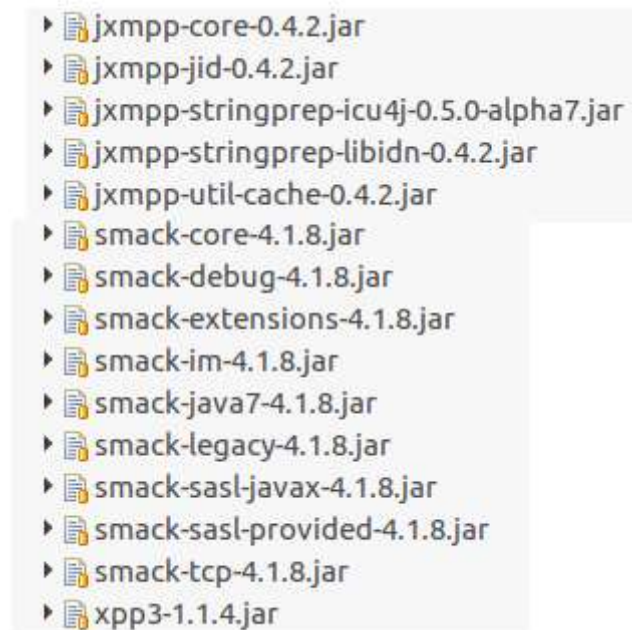 jxmpp-core-0.4.2.jar
jxmpp-jid-0.4.2.jar
jxmpp-stringprep-icu4j-0.5.0-alpha7.jar
jxmpp-stringprep-libidn-0.4.2.jar
jxmpp-util-cache-0.4.2.jar
smack-core-4.1.8.jar
smack-debug-4.1.8.jar
smack-extensions-4.1.8.jar
smack-im-4.1.8.jar
smack-java7-4.1.8.jar
smack-legacy-4.1.8.jar
smack-sasl-javax-4.1.8.jar
smack-sasl-provided-4.1.8.jar
smack-tcp-4.1.8.jar
xpp3-1.1.4.jar